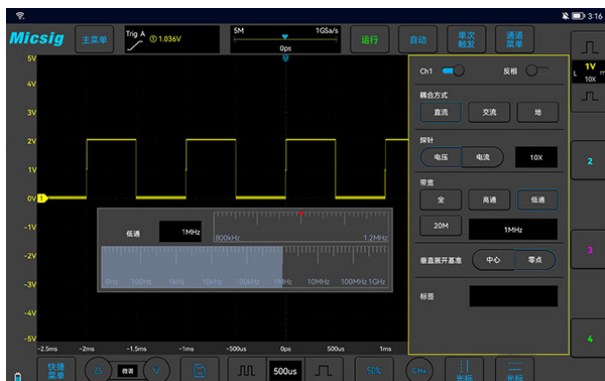 3:16
Micsig
主菜单
Trig A ① 1.036V
5M 1GSa/s
0ps
运行
自动
单次
触发
通道
菜单
5V
4V
3V
2V
1V
0V
-1V
-2V
-3V
-4V
-5V
1
-2.5ms -2ms -1.5ms -1ms -500us 0ps 500us 1ms
低通 1MHz
800kHz 1.2MHz
0Hz 100Hz 1kHz 10kHz 100kHz 1MHz 10MHz 100MHz 1GHz
Ch1 反相
耦合方式
直流 交流 地
探针
电压 电流 10X
带宽
全 高通 低通
20M 1MHz
垂直展开基准 中心 零点
标签
L 1V
10X
2
3
4
快捷
菜单
微调
500us
50%
光标
光标